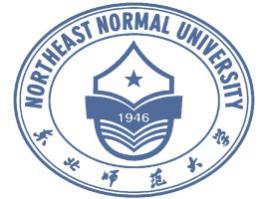 NORTHEAST NORMAL UNIVERSITY
1946
东北师范大学